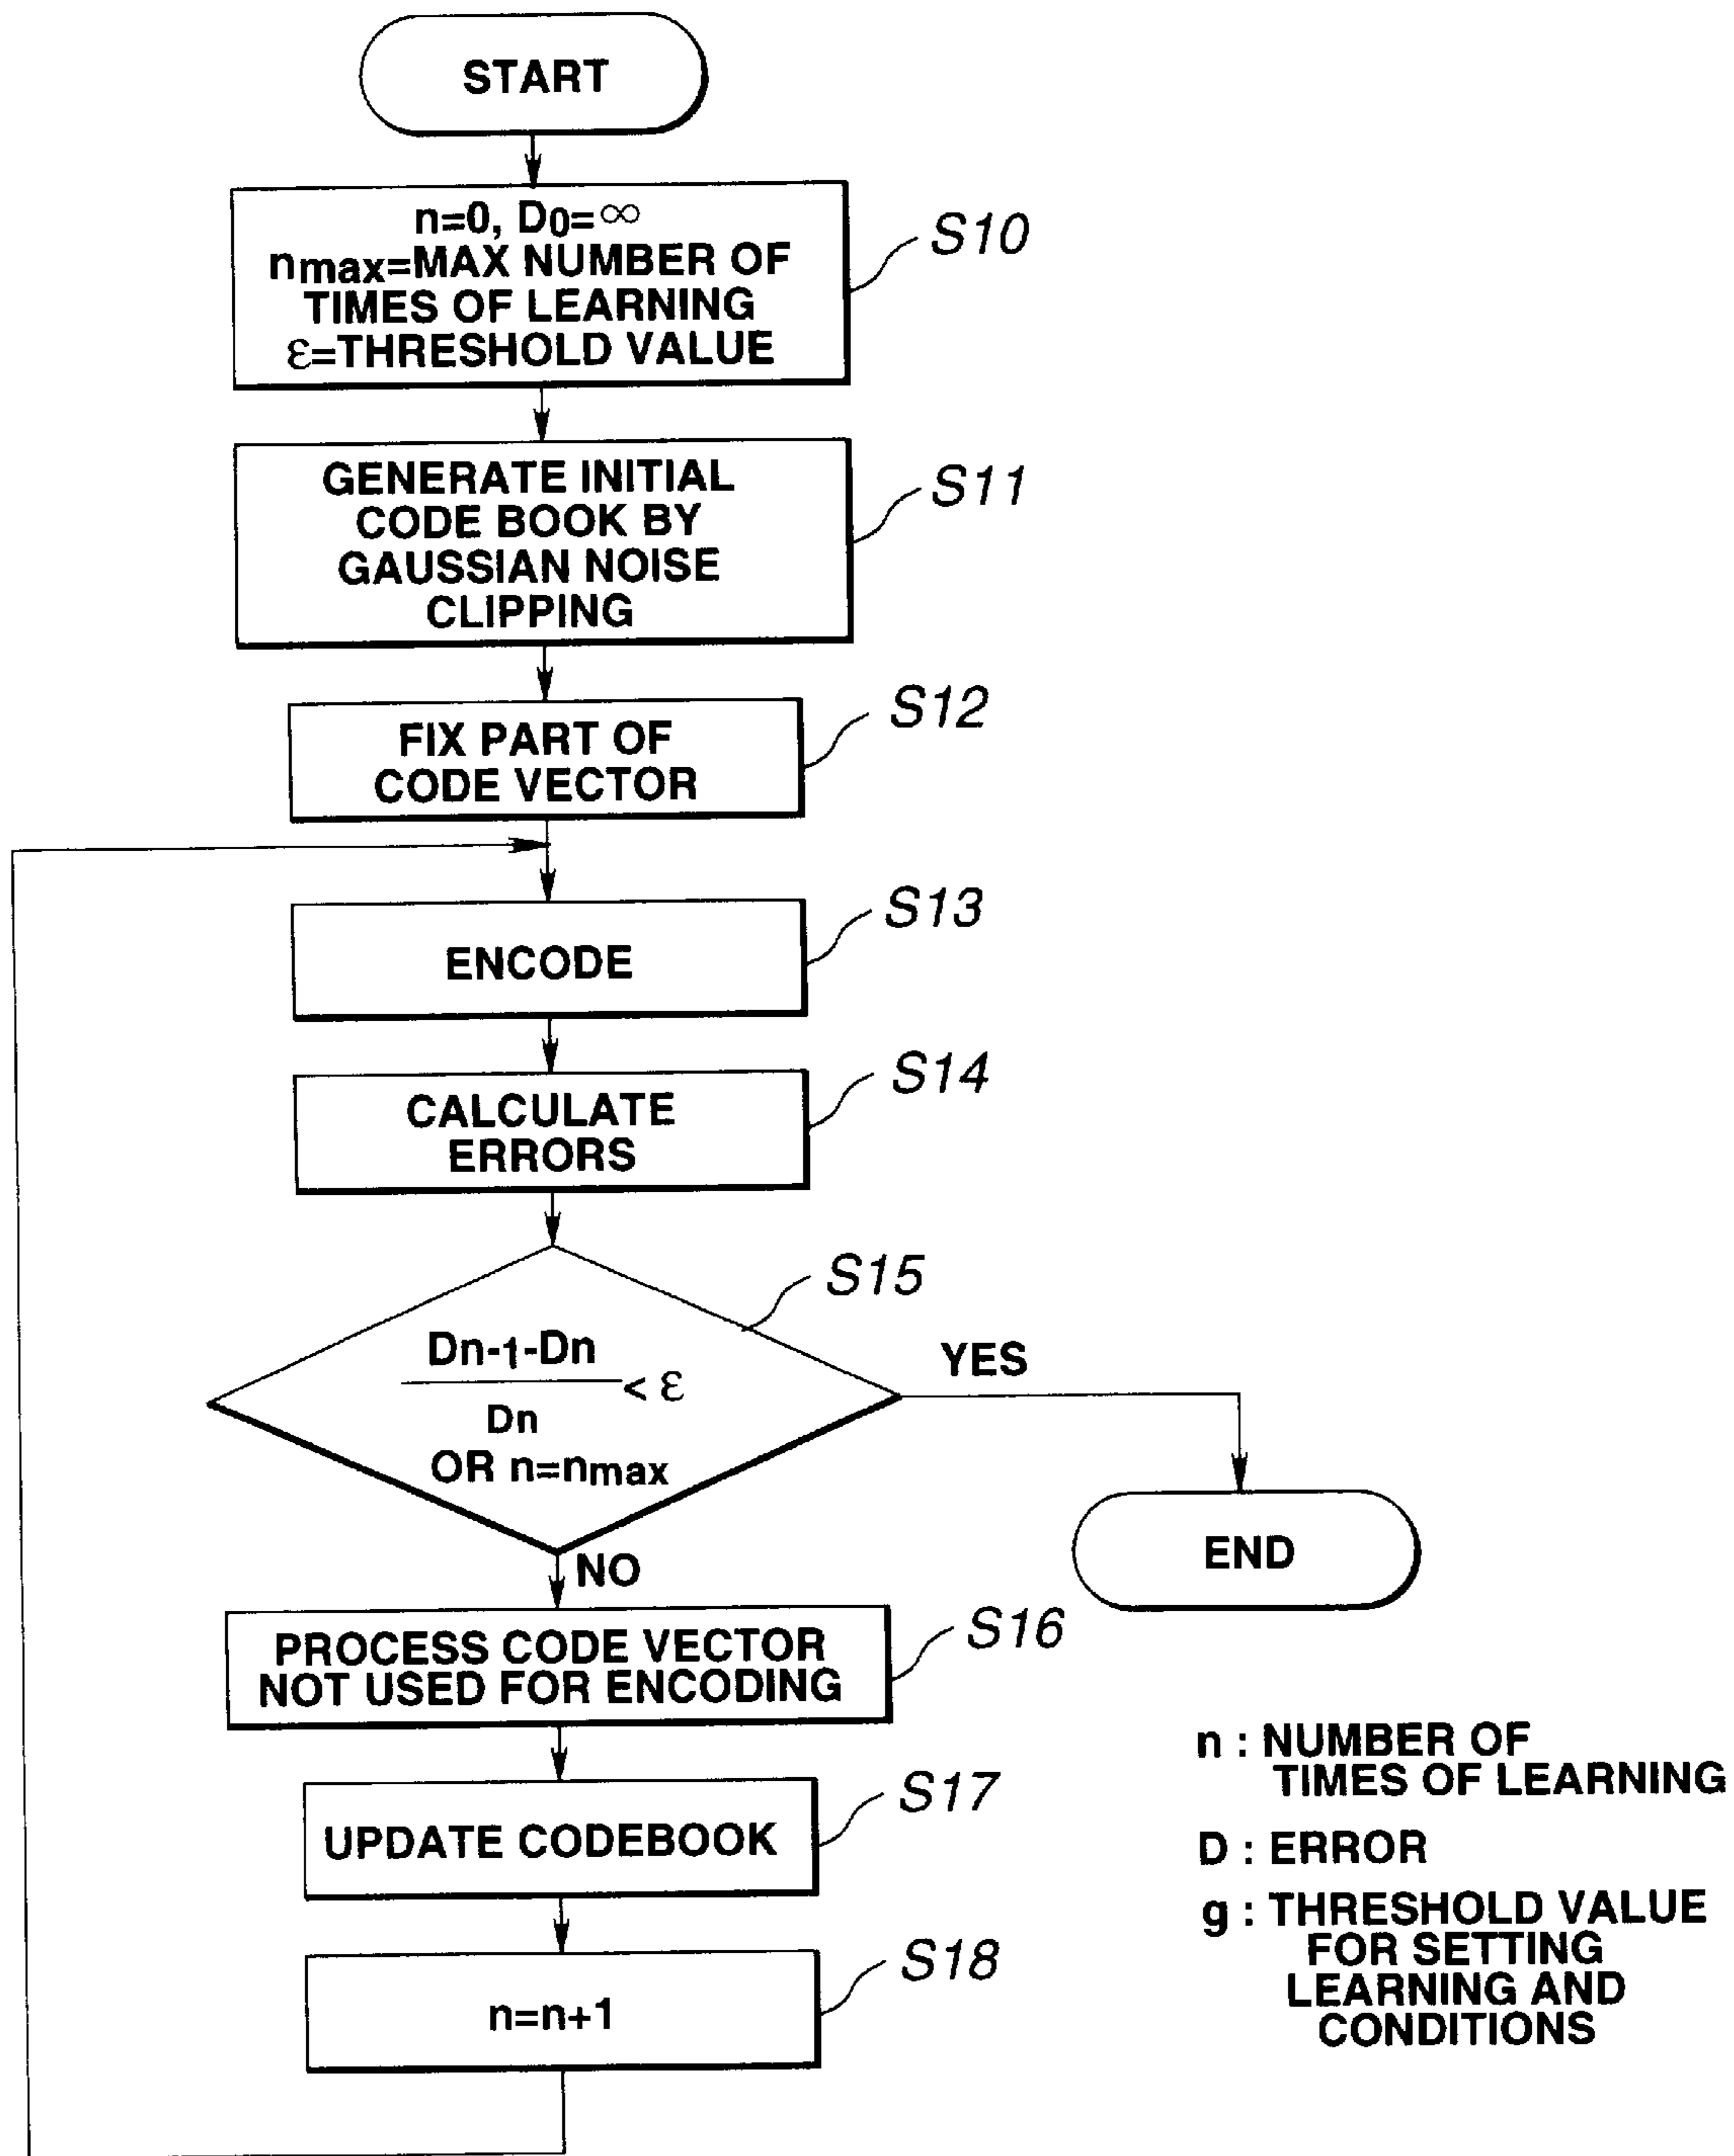 START
n=0, D0=∞
nmax=MAX NUMBER OF
TIMES OF LEARNING
ε=THRESHOLD VALUE
S10
GENERATE INITIAL
CODE BOOK BY
GAUSSIAN NOISE
CLIPPING
S11
FIX PART OF
CODE VECTOR
S12
ENCODE
S13
CALCULATE
ERRORS
S14
S15
Dn-1-Dn
< ε
Dn
OR n=nmax
YES
END
NO
PROCESS CODE VECTOR
NOT USED FOR ENCODING
S16
UPDATE CODEBOOK
S17
n=n+1
S18
n : NUMBER OF
TIMES OF LEARNING
D : ERROR
g : THRESHOLD VALUE
FOR SETTING
LEARNING AND
CONDITIONS